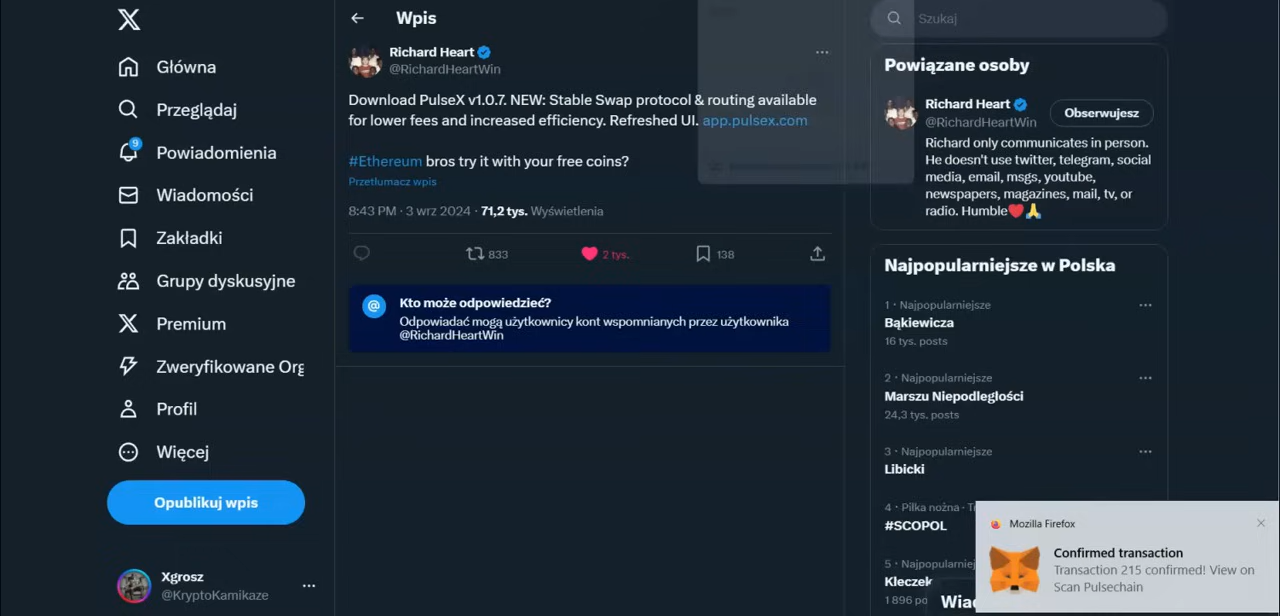 Główna
Przeglądaj
9
Powiadomienia
Wiadomości
Zakładki
Grupy dyskusyjne
Premium
Zweryfikowane Org
Profil
Więcej
Opublikuj wpis
Xgrosz
@KryptoKamikaze
Wpis
Richard Heart
@RichardHeartWin
Download PulseX v1.0.7. NEW: Stable Swap protocol & routing available
for lower fees and increased efficiency. Refreshed UI. app.pulsex.com
#Ethereum bros try it with your free coins?
Przetłumacz wpis
8:43 PM · 3 wrz 2024 · 71,2 tys. Wyświetlenia
833
2 tys.
138
Kto może odpowiedzieć?
Odpowiadać mogą użytkownicy kont wspomnianych przez użytkownika
@RichardHeartWin
Szukaj
Powiązane osoby
Richard Heart
@RichardHeartWin
Obserwujesz
Richard only communicates in person.
He doesn't use twitter, telegram, social
media, email, msgs, youtube,
newspapers, magazines, mail, tv, or
radio. Humble❤️🙏
Najpopularniejsze w Polska
1 · Najpopularniejsze
Bąkiewicza
16 tys. posts
2 · Najpopularniejsze
Marszu Niepodległości
24,3 tys. posts
3 · Najpopularniejsze
Libicki
4 · Piłka nożna ·
#SCOPOL
5 · Najpopularniej
Kleczek
1 896 po
Wiad
Mozilla Firefox
Confirmed transaction
Transaction 215 confirmed! View on
Scan Pulsechain